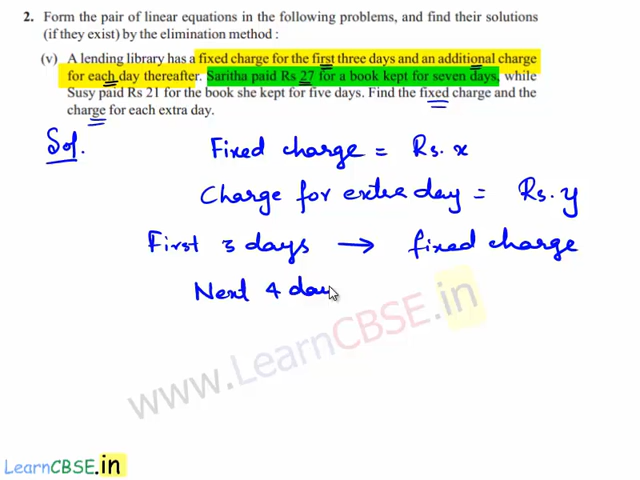 2. Form the pair of linear equations in the following problems, and find their solutions
(if they exist) by the elimination method :
(v) A lending library has a fixed charge for the first three days and an additional charge
for each day thereafter. Saritha paid Rs 27 for a book kept for seven days, while
Susy paid Rs 21 for the book she kept for five days. Find the fixed charge and the
charge for each extra day.
Sol. Fixed charge = Rs. x
Charge for extra day = Rs. y
First 3 days → fixed charge
Next 4 day
www.LearnCBSE.in
LearnCBSE.in